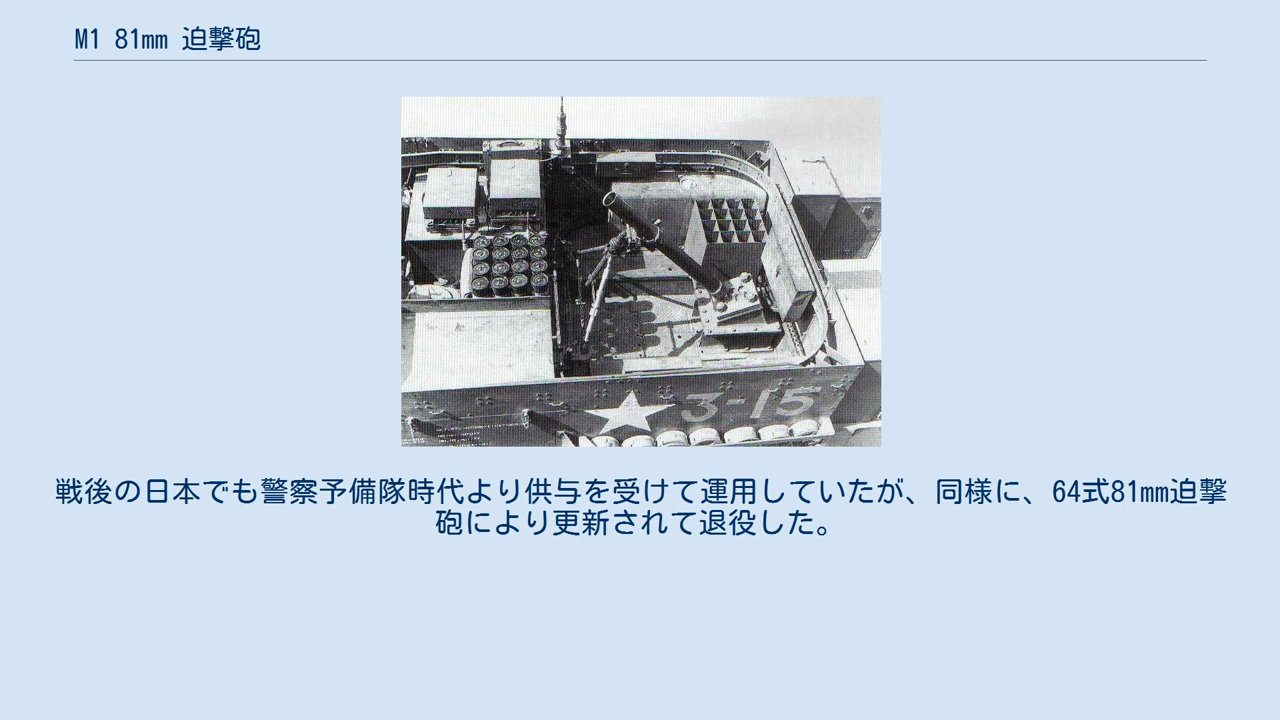 M1 81mm 迫撃砲
3-15
戦後の日本でも警察予備隊時代より供与を受けて運用していたが、同様に、64式81mm迫撃
砲により更新されて退役した。